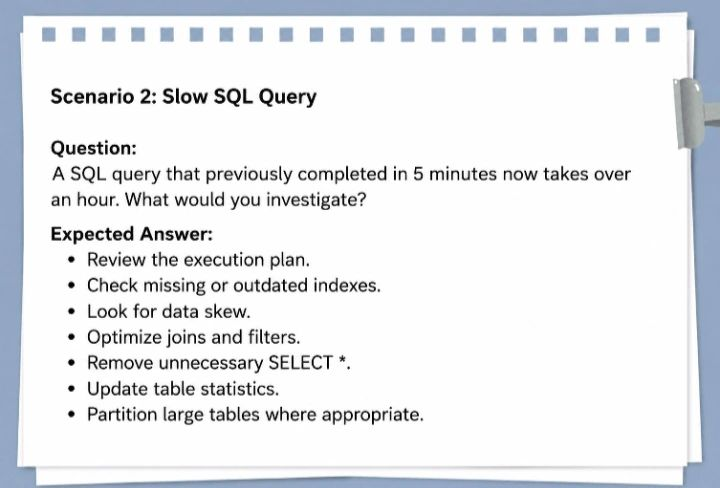 Scenario 2: Slow SQL Query
Question:
A SQL query that previously completed in 5 minutes now takes over
an hour. What would you investigate?
Expected Answer:
• Review the execution plan.
• Check missing or outdated indexes.
• Look for data skew.
• Optimize joins and filters.
• Remove unnecessary SELECT *.
• Update table statistics.
• Partition large tables where appropriate.